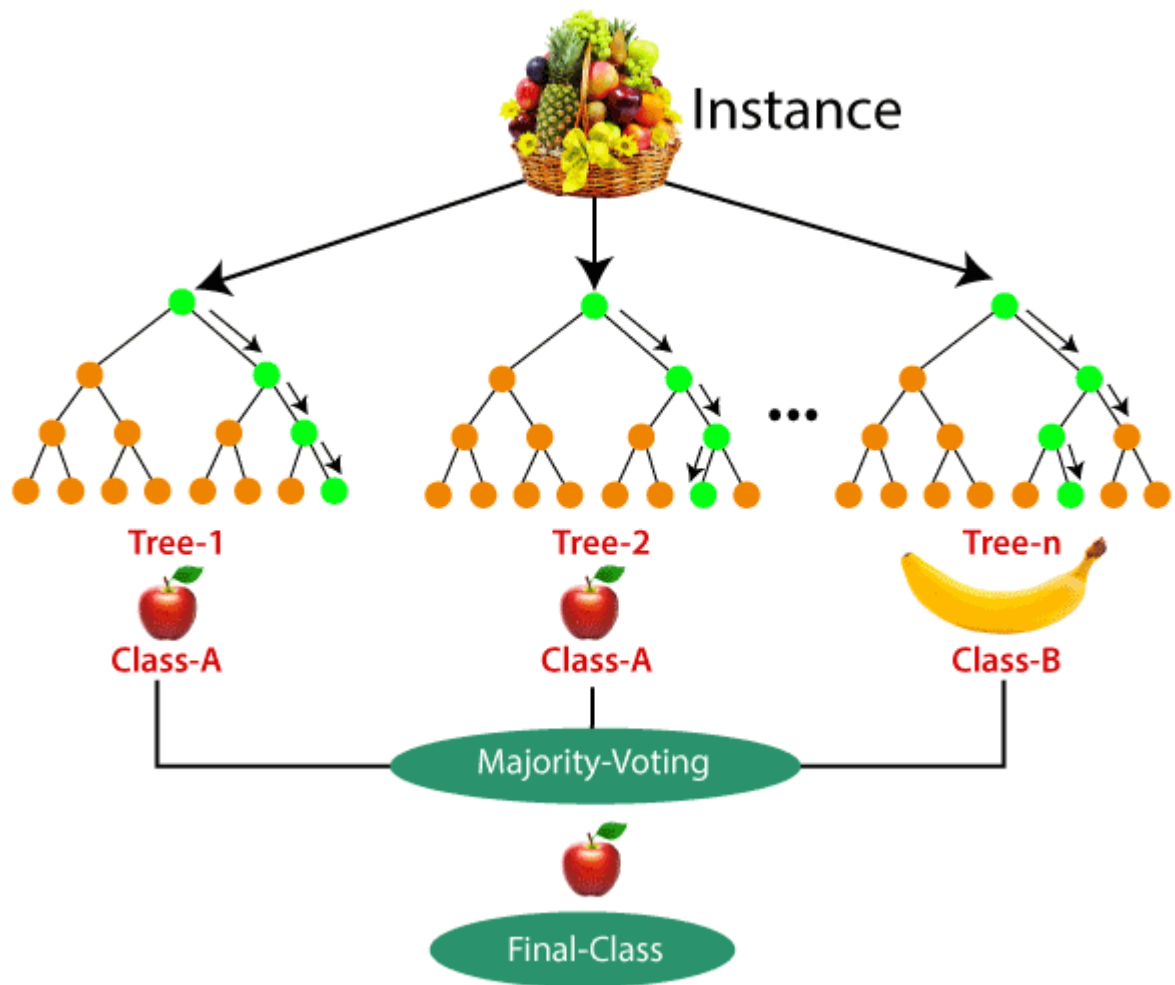 Instance
Tree-1
Tree-2
Tree-n
Class-A
Class-A
Class-B
Majority-Voting
Final-Class